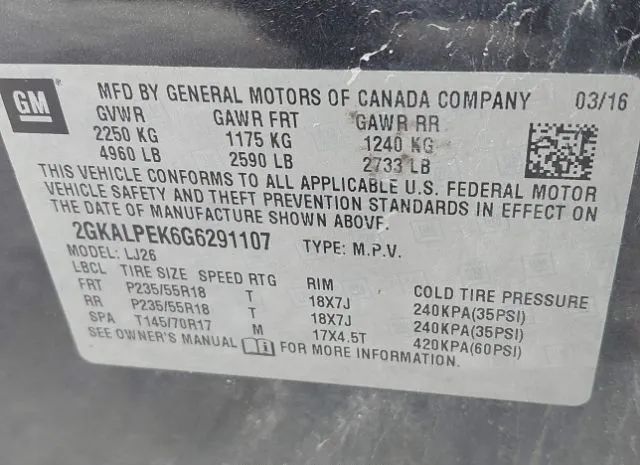 GM
MFD BY GENERAL MOTORS OF CANADA COMPANY 03/16
GVWR GAWR FRT GAWR RR
2250 KG 1175 KG 1240 KG
4960 LB 2590 LB 2733 LB
THIS VEHICLE CONFORMS TO ALL APPLICABLE U.S. FEDERAL MOTOR
VEHICLE SAFETY AND THEFT PREVENTION STANDARDS IN EFFECT ON
THE DATE OF MANUFACTURE SHOWN ABOVE.
2GKALPEK6G6291107 TYPE: M.P.V.
MODEL: LJ26
LBCL TIRE SIZE SPEED RTG RIM COLD TIRE PRESSURE
FRT P235/55R18 T 18X7J 240KPA(35PSI)
RR P235/55R18 T 18X7J 240KPA(35PSI)
SPA T145/70R17 M 17X4.5T 420KPA(60PSI)
SEE OWNER'S MANUAL FOR MORE INFORMATION.